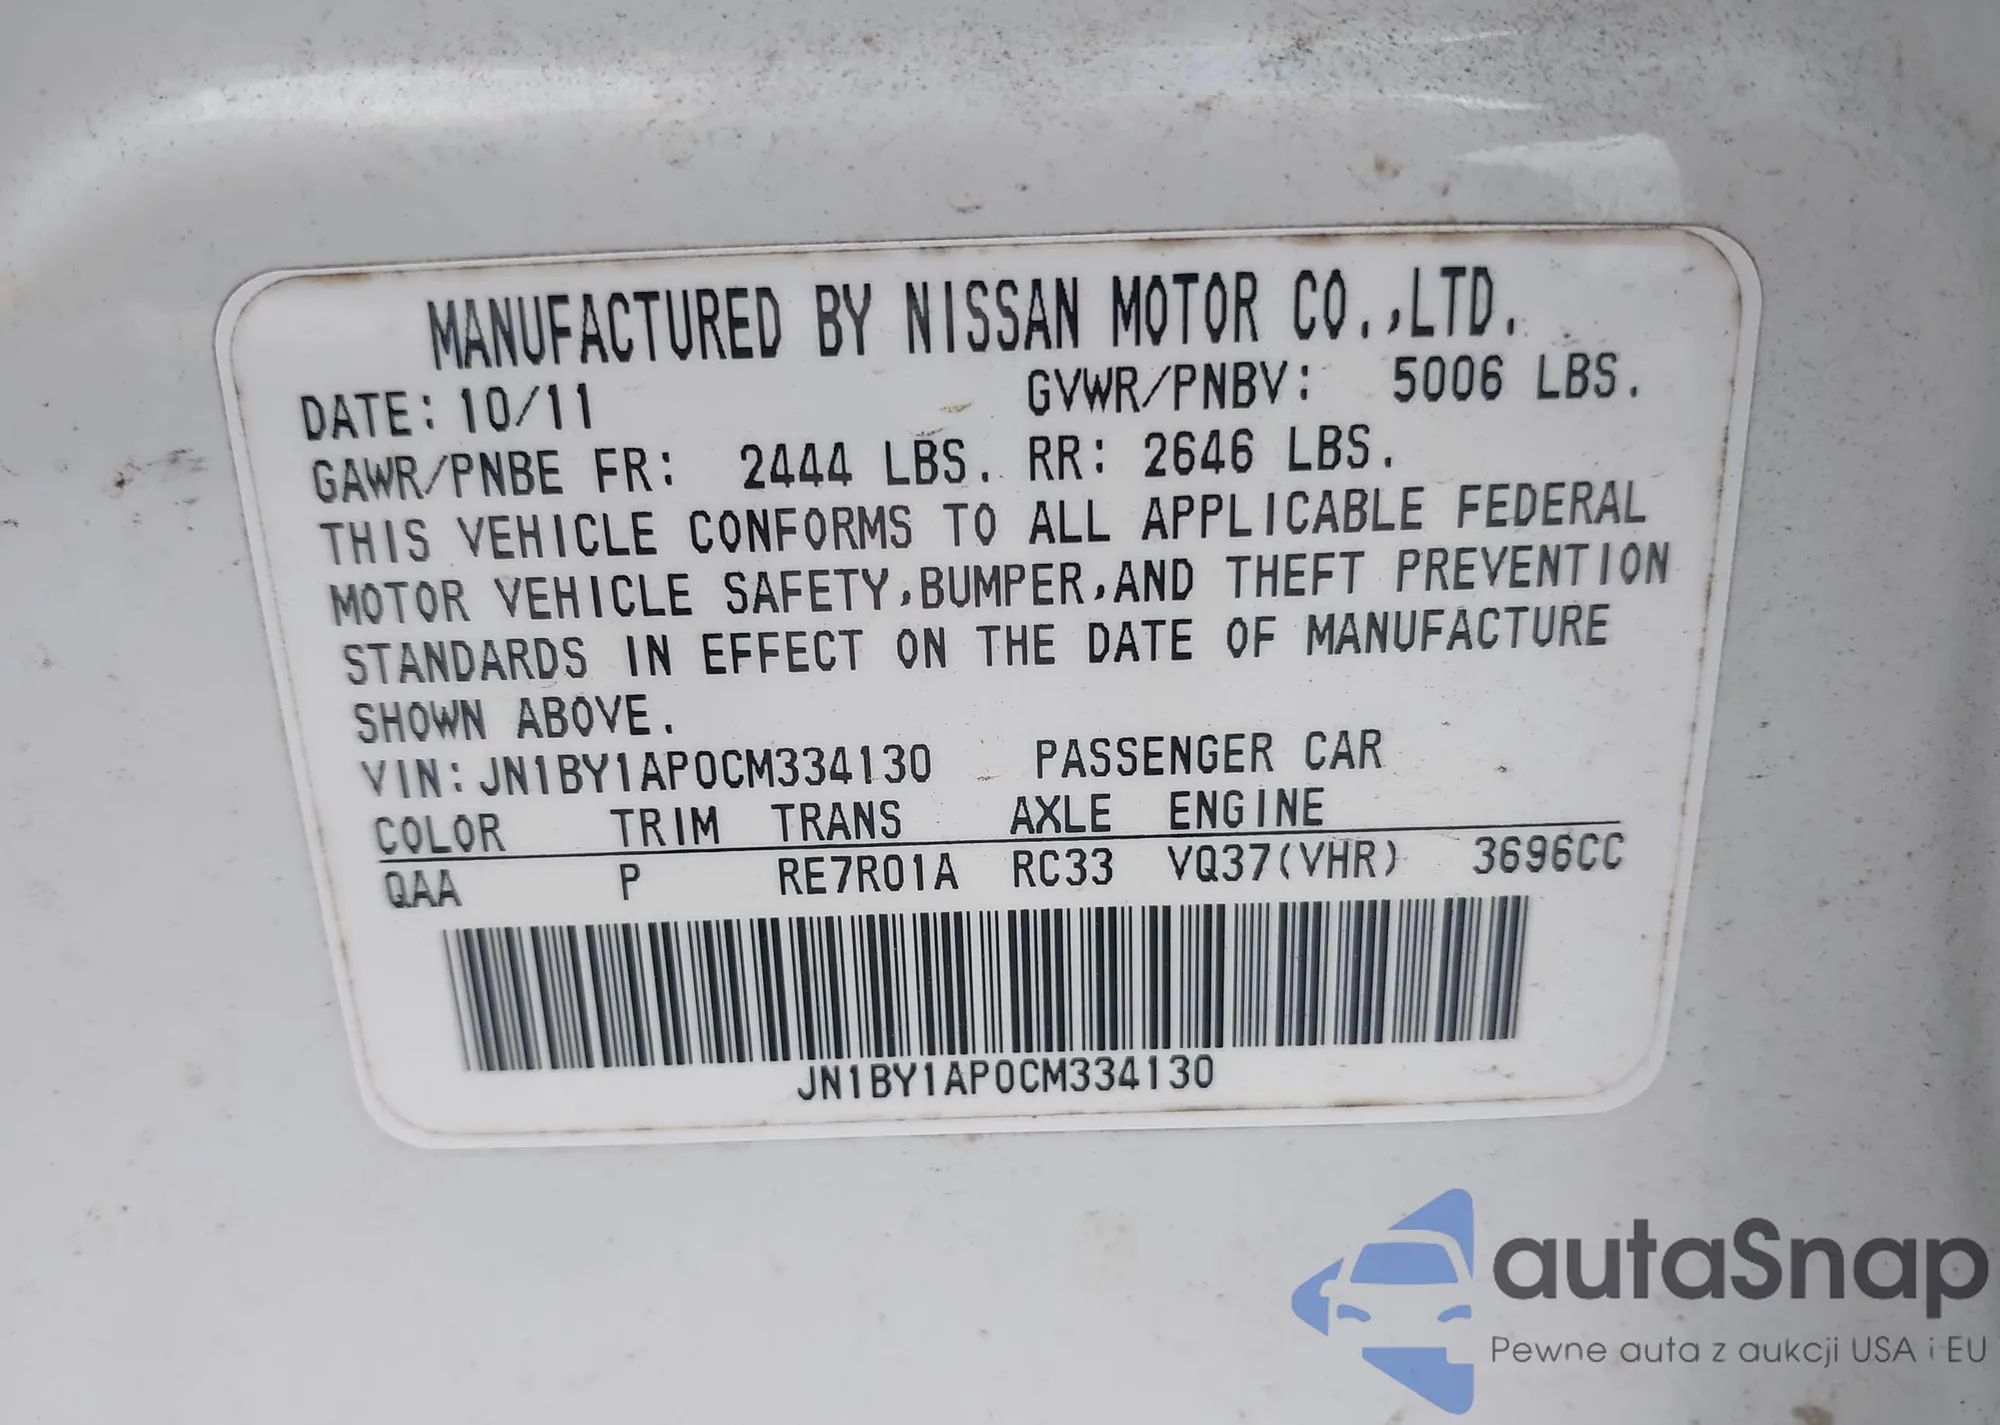 MANUFACTURED BY NISSAN MOTOR CO.,LTD.
DATE: 10/11 GVWR/PNBV: 5006 LBS.
GAWR/PNBE FR: 2444 LBS. RR: 2646 LBS.
THIS VEHICLE CONFORMS TO ALL APPLICABLE FEDERAL
MOTOR VEHICLE SAFETY,BUMPER,AND THEFT PREVENTION
STANDARDS IN EFFECT ON THE DATE OF MANUFACTURE
SHOWN ABOVE.
VIN:JN1BY1AP0CM334130 PASSENGER CAR
COLOR TRIM TRANS AXLE ENGINE
QAA P RE7R01A RC33 VQ37(VHR) 3696CC
JN1BY1AP0CM334130
autaSnap
Pewne auta z aukcji USA i EU